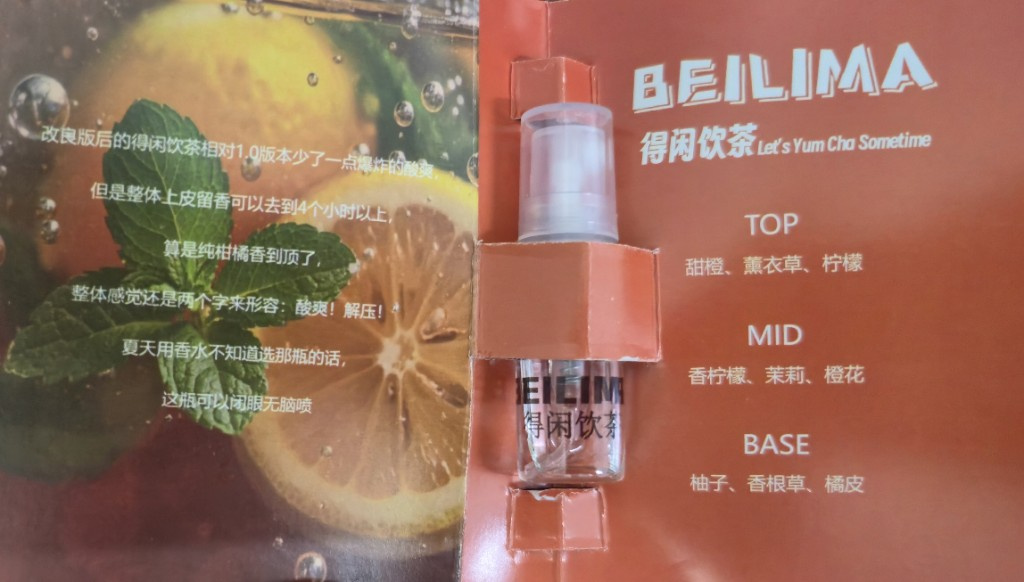 改良版后的得闲饮茶相对1.0版本少了一点爆炸的酸爽,
但是整体上皮留香可以去到4个小时以上,
算是纯柑橘香到顶了,
整体感觉还是两个字来形容：酸爽！解压！
夏天用香水不知道选那瓶的话,
这瓶可以闭眼无脑喷
BEILIMA
得闲饮茶 Let's Yum Cha Sometime
TOP
甜橙、薰衣草、柠檬
MID
香柠檬、茉莉、橙花
BASE
柚子、香根草、橘皮
EILIM
得闲饮茶